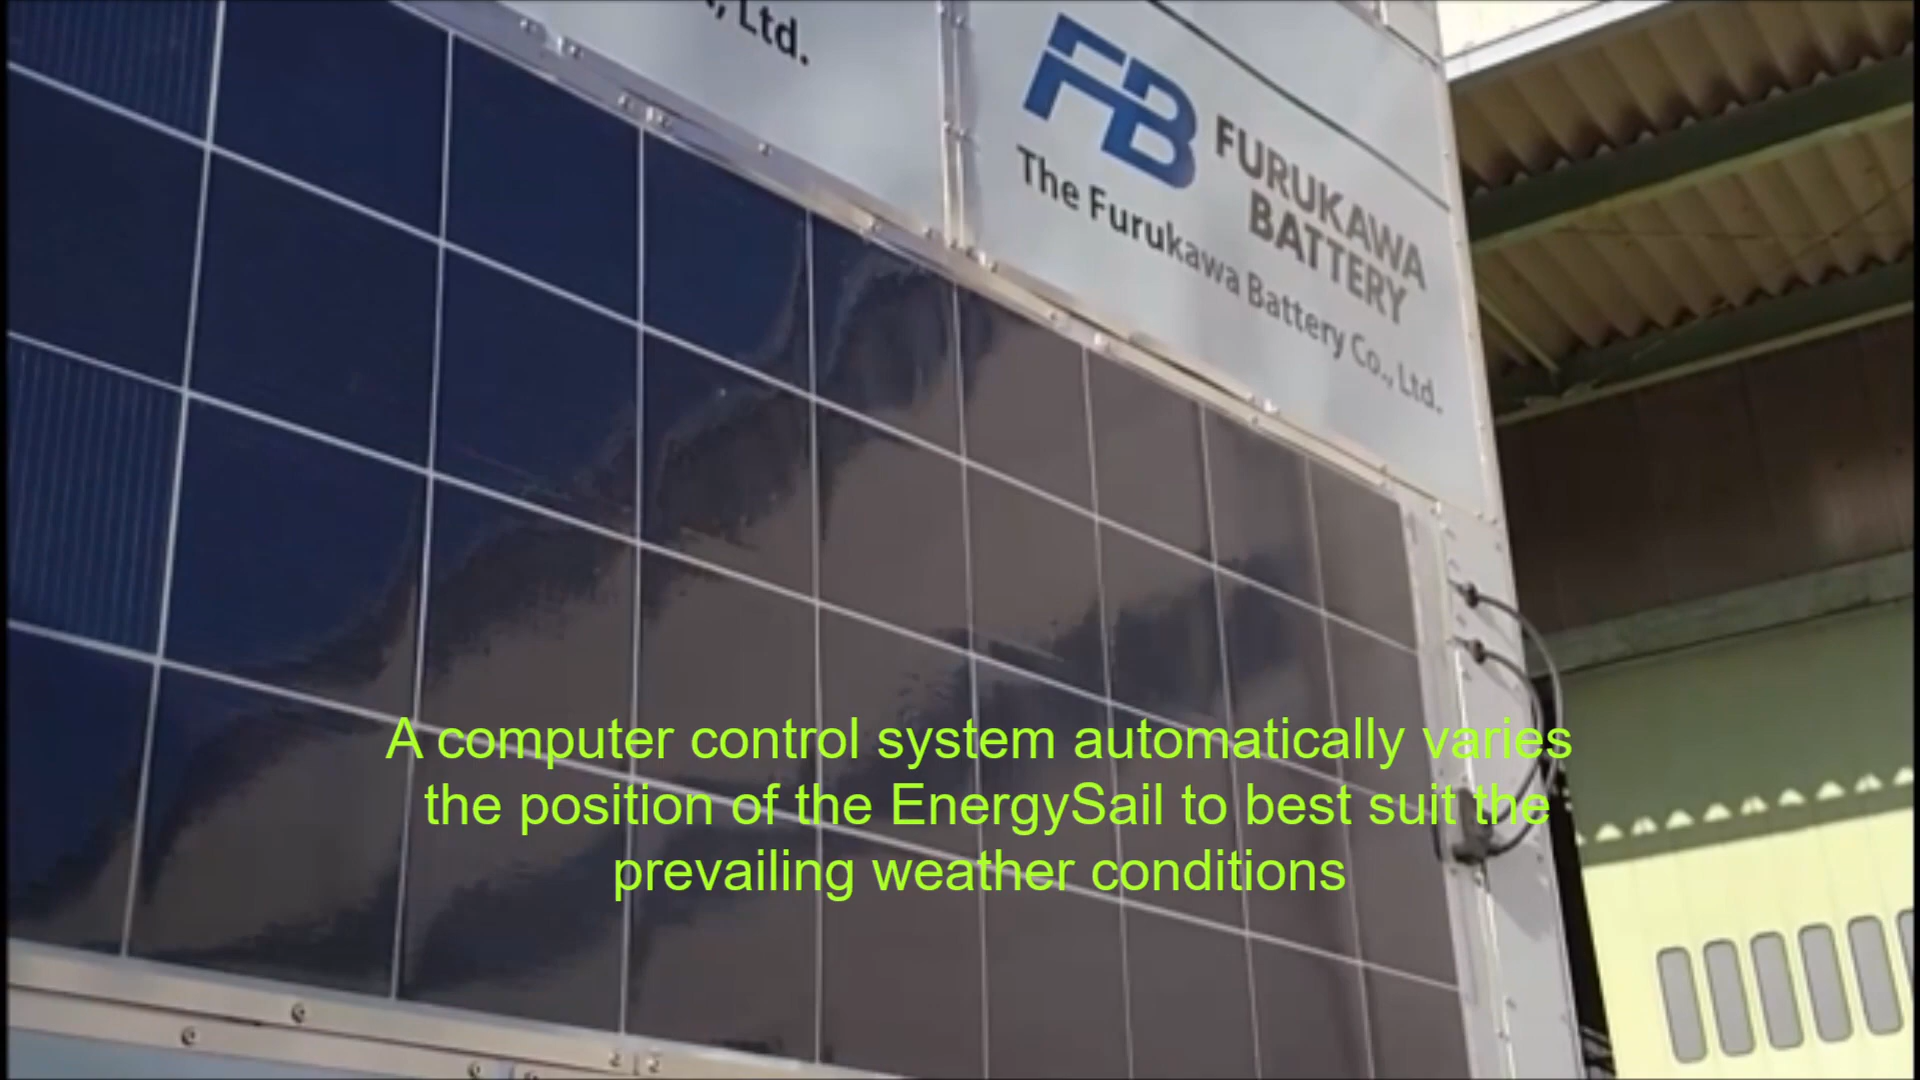 , Ltd.
FB
FURUKAWA
BATTERY
The Furukawa Battery Co., Ltd.
A computer control system automatically varies
the position of the EnergySail to best suit the
prevailing weather conditions